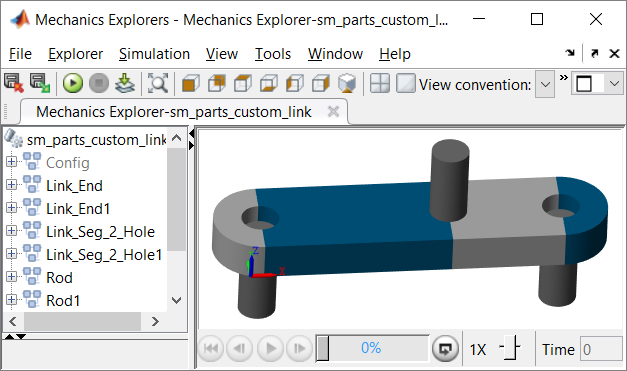 Mechanics Explorers - Mechanics Explorer-sm_parts_custom_l...
File Explorer Simulation View Tools Window Help
View convention: »
Mechanics Explorer-sm_parts_custom_link
sm_parts_custom_link
Config
Link_End
Link_End1
Link_Seg_2_Hole
Link_Seg_2_Hole1
Rod
Rod1
z
x
0% 1X Time 0